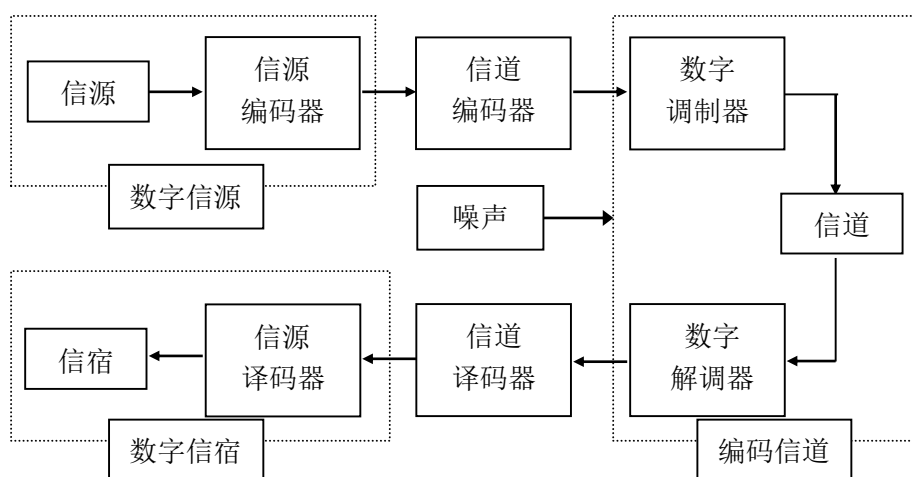 信源
信源
编码器
信道
编码器
数字
调制器
数字信源
噪声
信道
信宿
信源
译码器
信道
译码器
数字
解调器
数字信宿
编码信道